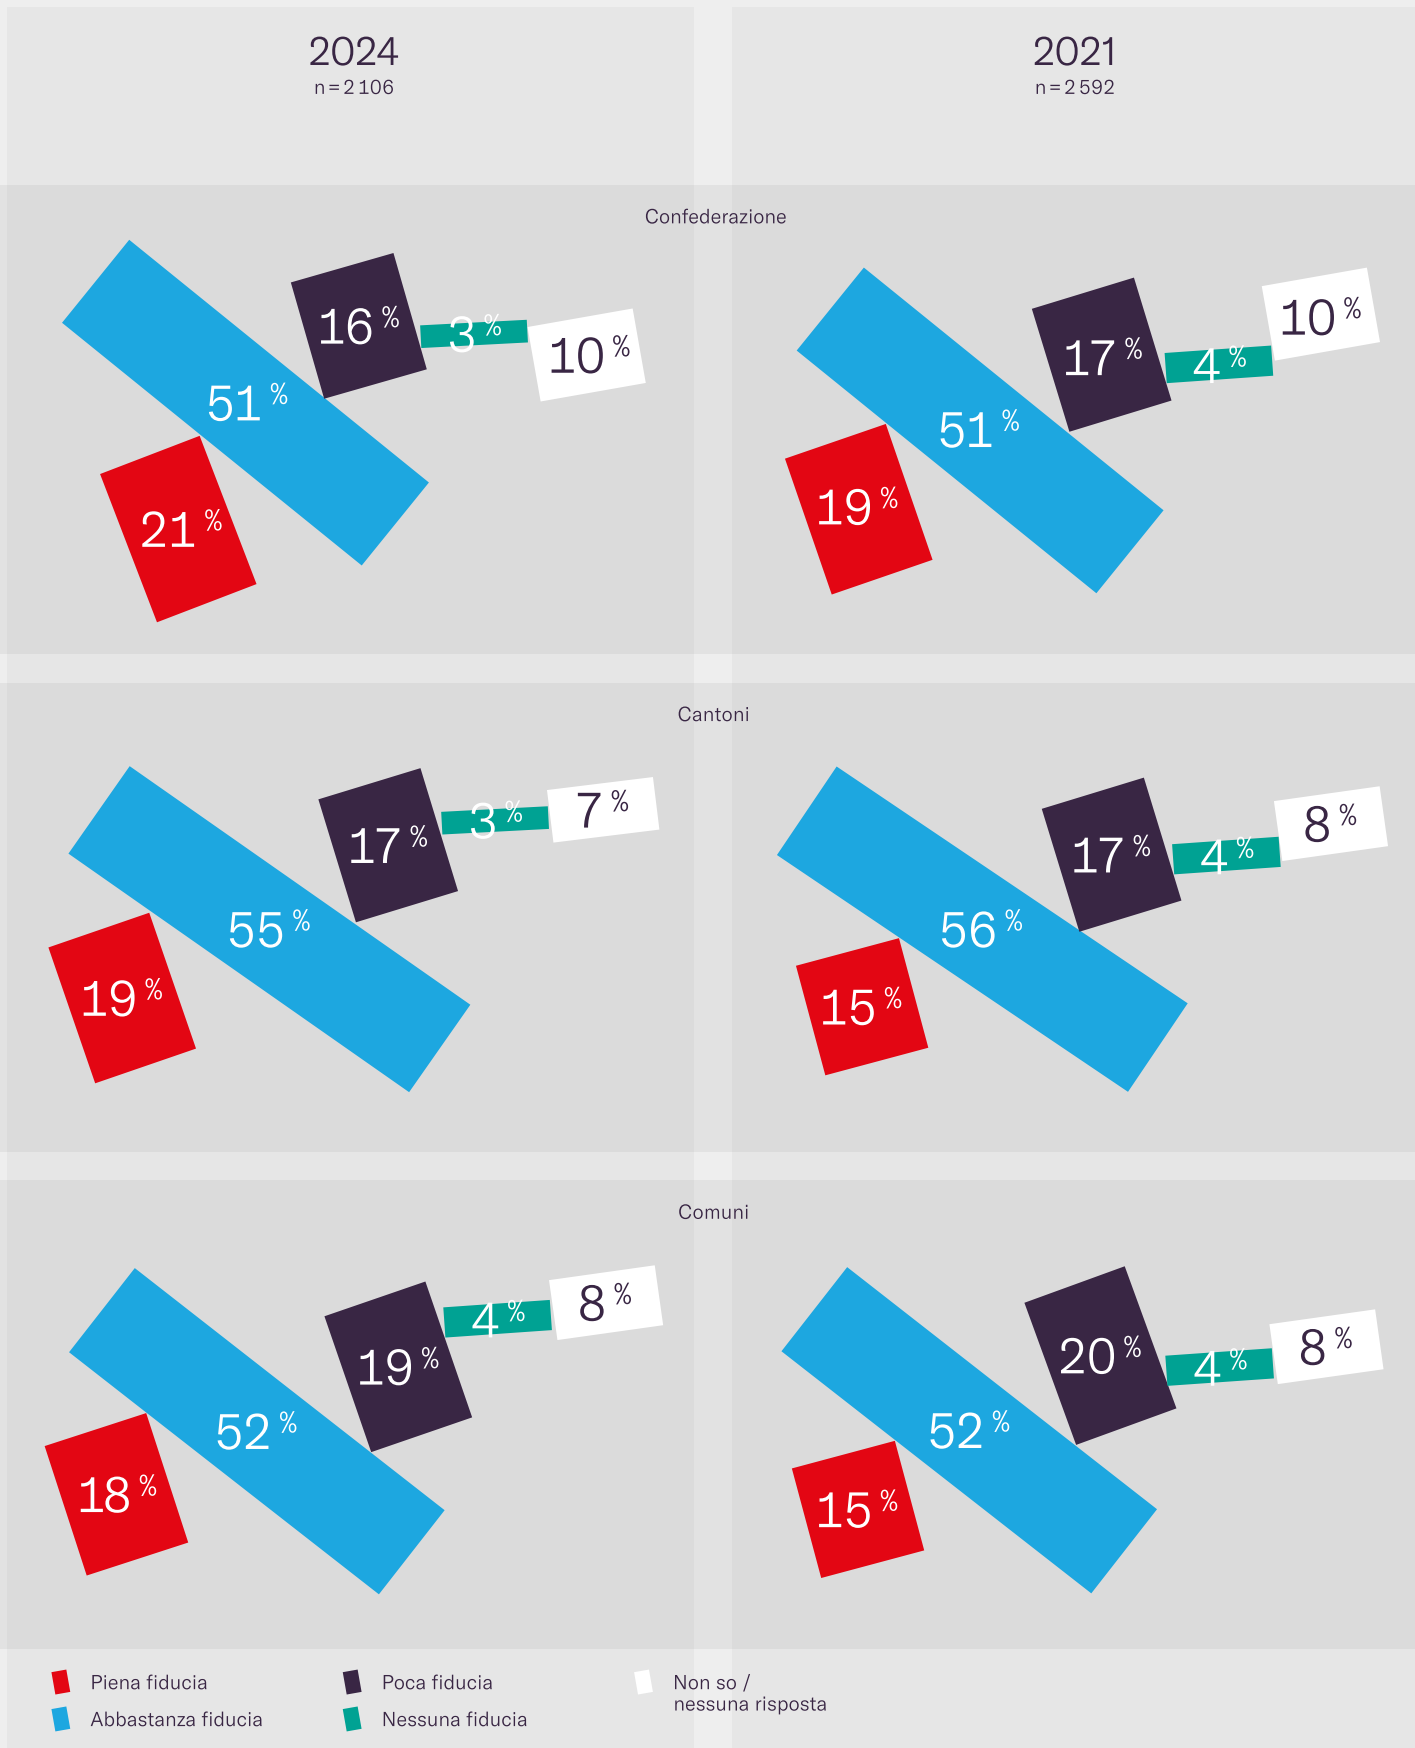 2024
n = 2 106
2021
n = 2 592
Confederazione
16 %
3 %
10 %
51 %
21 %
10 %
17 %
4 %
51 %
19 %
Cantoni
17 %
3 %
7 %
55 %
19 %
17 %
4 %
8 %
56 %
15 %
Comuni
19 %
4 %
8 %
52 %
18 %
20 %
4 %
8 %
52 %
15 %
Piena fiducia
Abbastanza fiducia
Poca fiducia
Nessuna fiducia
Non so /
nessuna risposta